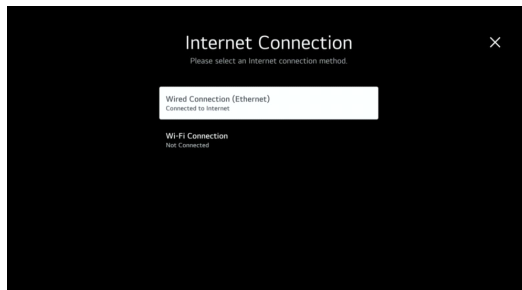 Internet Connection
Please select an Internet connection method.
Wired Connection (Ethernet)
Connected to Internet
Wi-Fi Connection
Not Connected